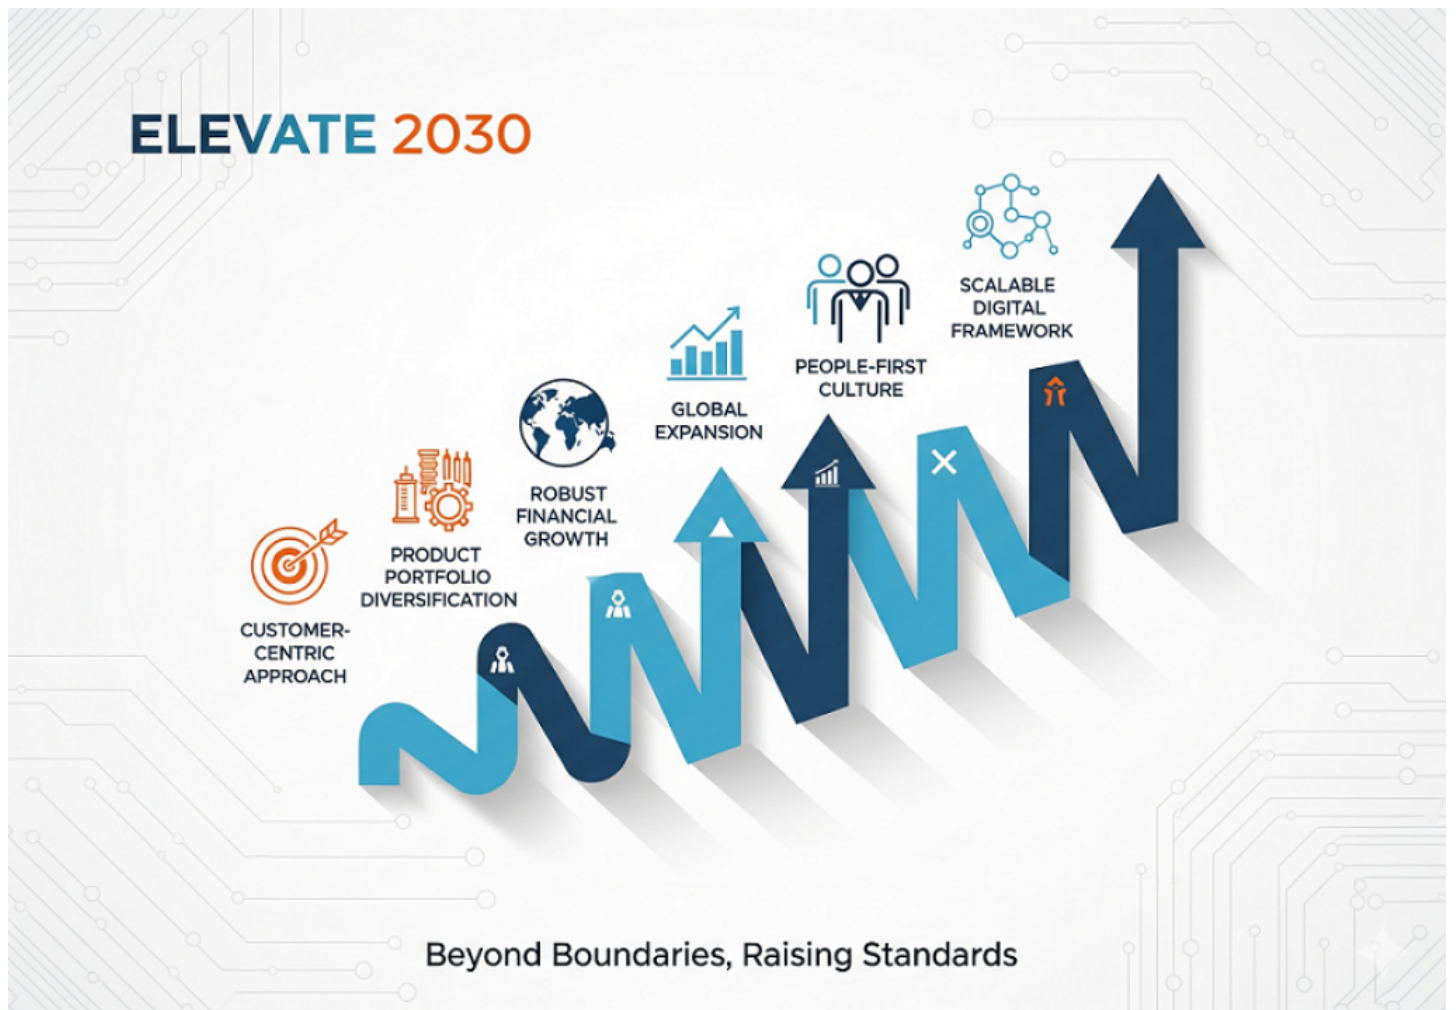 ELEVATE 2030
SCALABLE
DIGITAL
FRAMEWORK
PEOPLE-FIRST
CULTURE
GLOBAL
EXPANSION
ROBUST
FINANCIAL
GROWTH
PRODUCT
PORTFOLIO
DIVERSIFICATION
CUSTOMER-
CENTRIC
APPROACH
Beyond Boundaries, Raising Standards